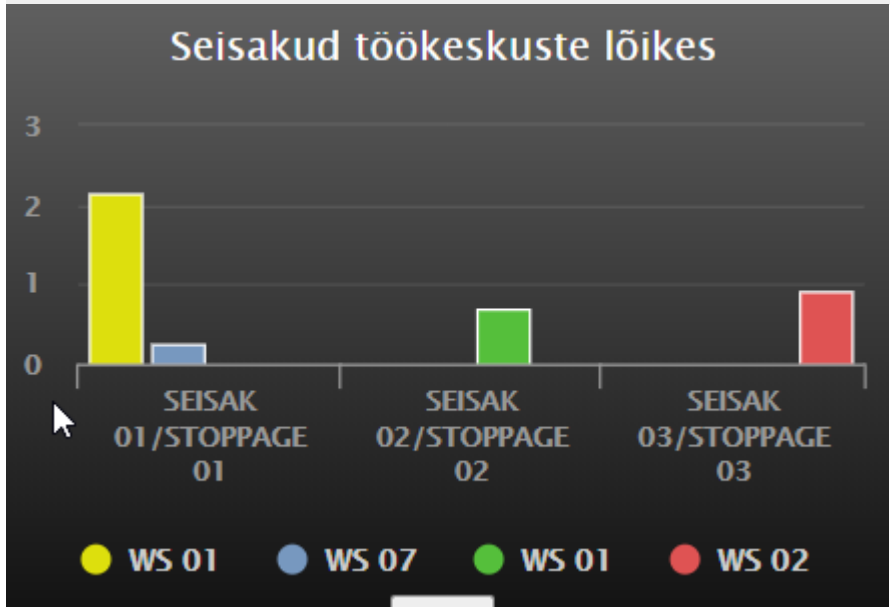 Seisakud töökeskuste lõikes
3
2
1
0
SEISAK
01/STOPPAGE
01
SEISAK
02/STOPPAGE
02
SEISAK
03/STOPPAGE
03
WS 01 WS 07 WS 01 WS 02